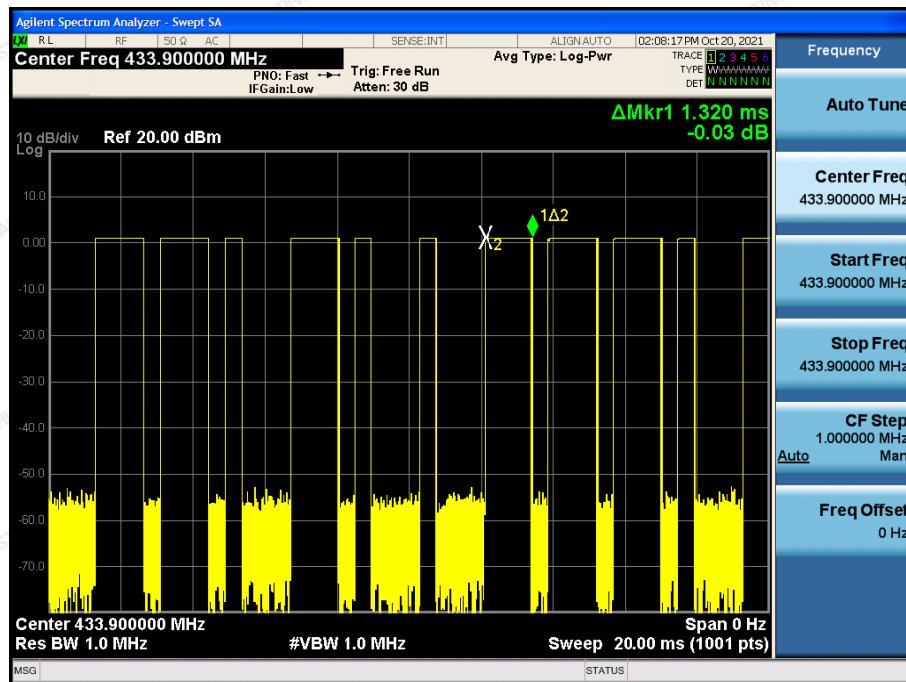 Agilent Spectrum Analyzer - Swept SA
LXI RL RF 50 Ω AC SENSE:INT ALIGN AUTO 02:08:17 PM Oct 20, 2021
Center Freq 433.900000 MHz
PNO: Fast
IFGain:Low
Trig: Free Run
Atten: 30 dB
Avg Type: Log-Pwr
TRACE 1 2 3 4 5 6
TYPE W W W W W W
DET N N N N N N
ΔMkr1 1.320 ms
-0.03 dB
10 dB/div Ref 20.00 dBm
Log
10.0
0.00
-10.0
-20.0
-30.0
-40.0
-50.0
-60.0
-70.0
1Δ2
2
Center 433.900000 MHz Span 0 Hz
Res BW 1.0 MHz #VBW 1.0 MHz Sweep 20.00 ms (1001 pts)
MSG STATUS
Frequency
Auto Tune
Center Freq
433.900000 MHz
Start Freq
433.900000 MHz
Stop Freq
433.900000 MHz
CF Step
1.000000 MHz
Auto Man
Freq Offset
0 Hz